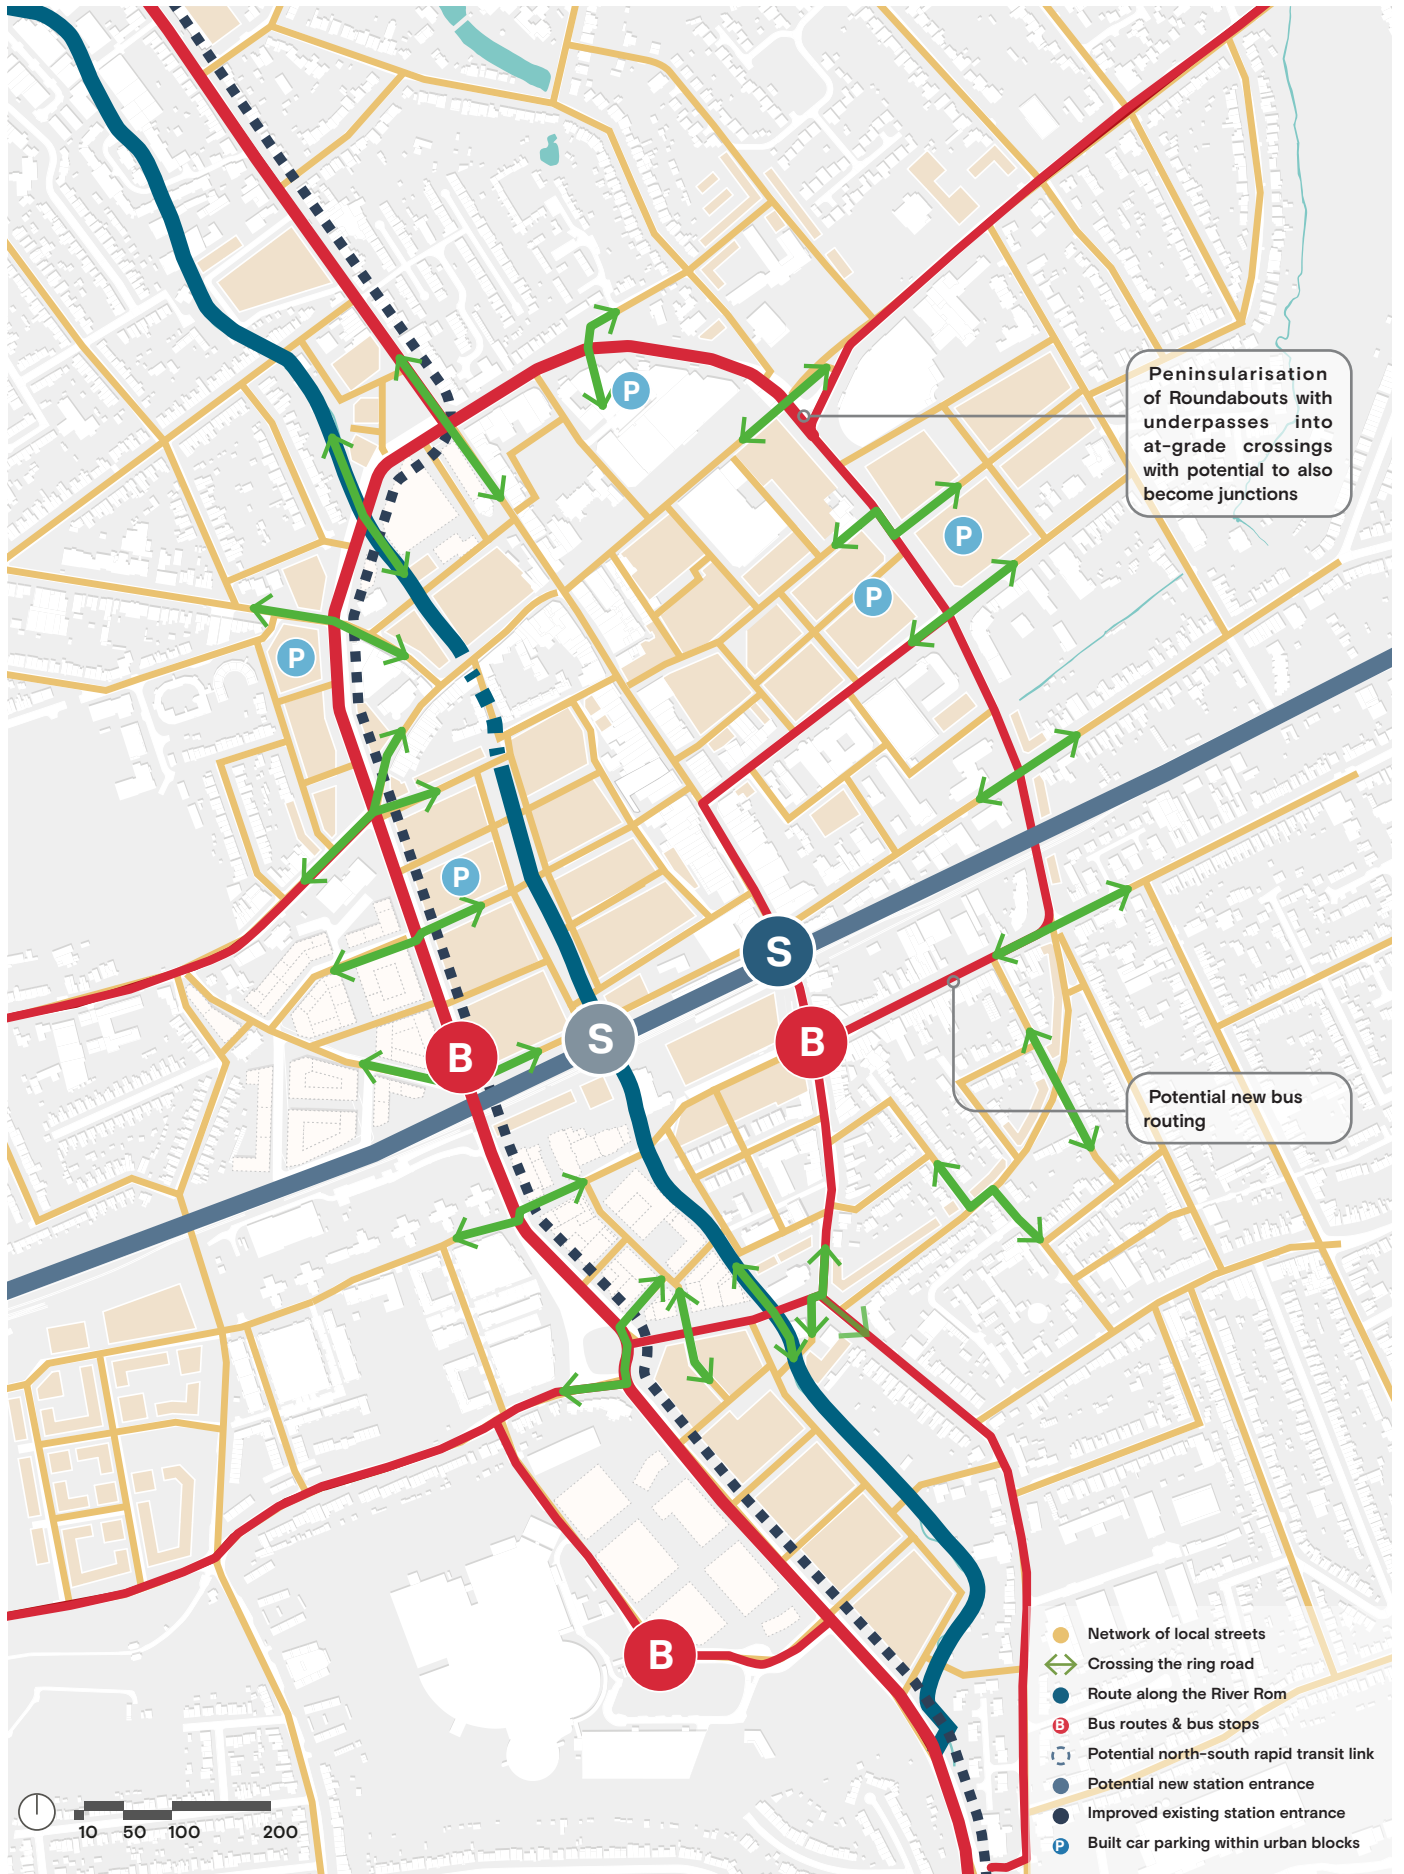 P
Peninsularisation
of Roundabouts with
underpasses into
at-grade crossings
with potential to also
become junctions
P
P
P
P
S
S
B
B
Potential new bus
routing
B
Network of local streets
Crossing the ring road
Route along the River Rom
B Bus routes & bus stops
Potential north-south rapid transit link
Potential new station entrance
Improved existing station entrance
P Built car parking within urban blocks
10 50 100 200